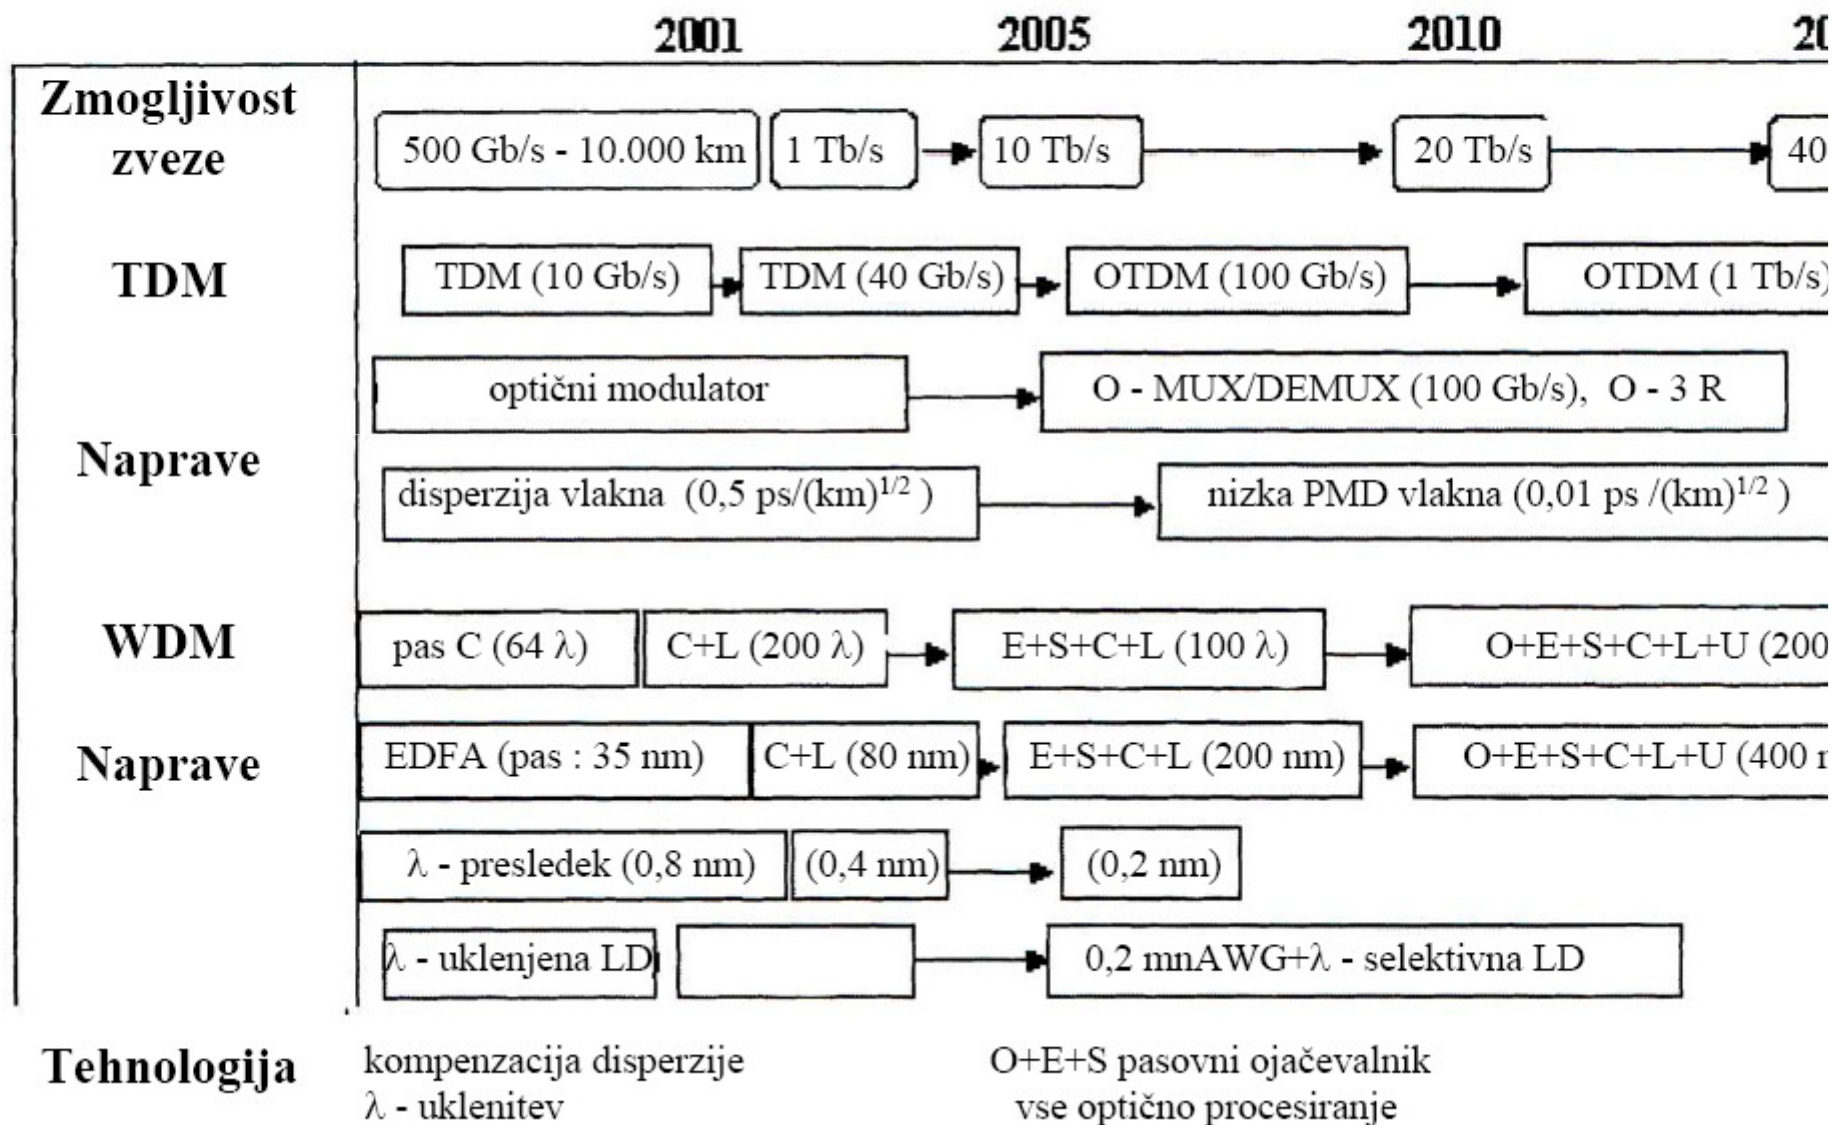 2001 2005 2010 20
Zmogljivost
zveze
500 Gb/s - 10.000 km 1 Tb/s 10 Tb/s 20 Tb/s 40
TDM TDM (10 Gb/s) TDM (40 Gb/s) OTDM (100 Gb/s) OTDM (1 Tb/s)
optični modulator O - MUX/DEMUX (100 Gb/s), O - 3 R
Naprave
disperzija vlakna (0,5 ps/(km)1/2 ) nizka PMD vlakna (0,01 ps /(km)1/2 )
WDM pas C (64 λ) C+L (200 λ) E+S+C+L (100 λ) O+E+S+C+L+U (200
Naprave EDFA (pas : 35 nm) C+L (80 nm) E+S+C+L (200 nm) O+E+S+C+L+U (400
λ - presledek (0,8 nm) (0,4 nm) (0,2 nm)
λ - uklenjena LD 0,2 mnAWG+λ - selektivna LD
Tehnologija kompenzacija disperzije O+E+S pasovni ojačevalnik
λ - uklenitev vse optično procesiranje